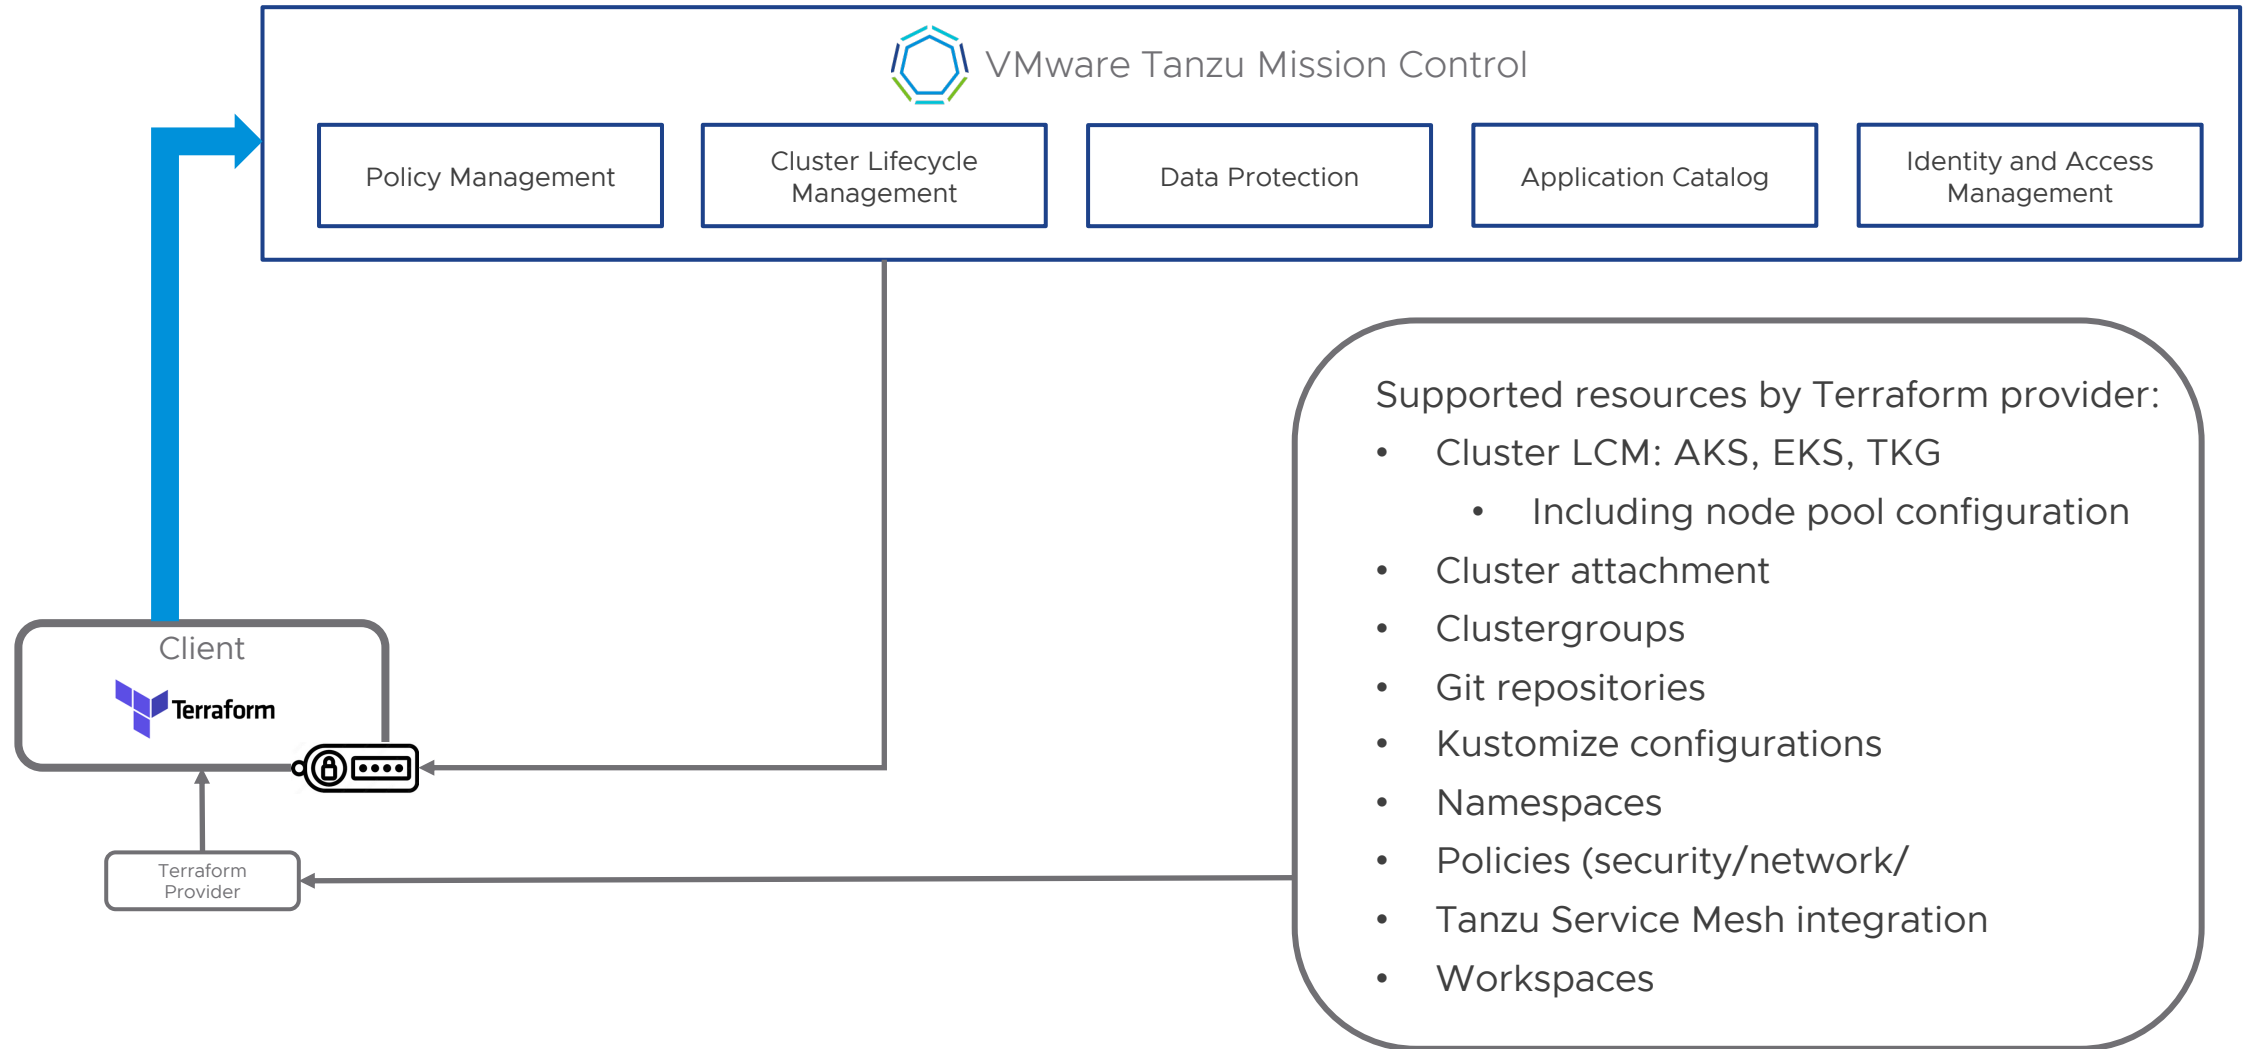 VMware Tanzu Mission Control
Policy Management
Cluster Lifecycle
Management
Data Protection
Application Catalog
Identity and Access
Management
Supported resources by Terraform provider:
• Cluster LCM: AKS, EKS, TKG
• Including node pool configuration
• Cluster attachment
• Clustergroups
• Git repositories
• Kustomize configurations
• Namespaces
• Policies (security/network/
• Tanzu Service Mesh integration
• Workspaces
Client
Terraform
Terraform
Provider